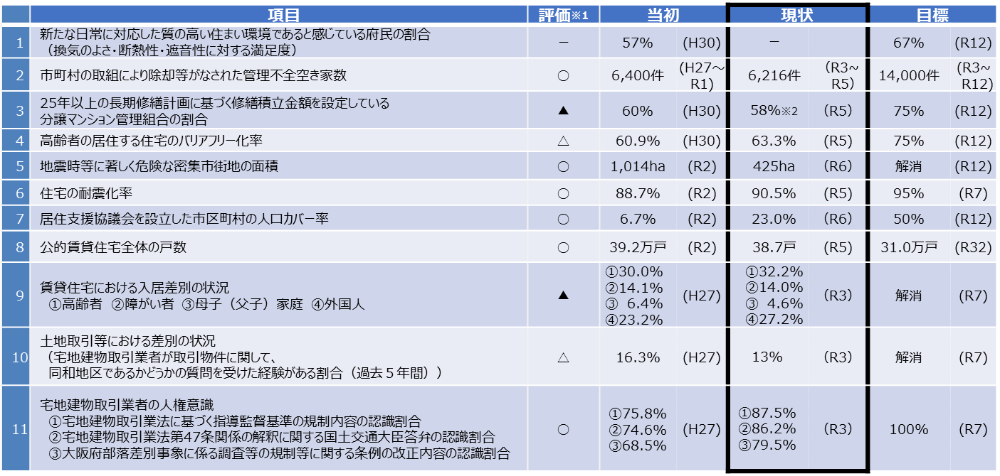 項目 評価※1 当初 現状 目標
1 新たな日常に対応した質の高い住まい環境であると感じている府民の割合
（換気のよさ・断熱性・遮音性に対する満足度） － 57% (H30) － 67% (R12)
2 市町村の取組により除却等がなされた管理不全空き家数 ○ 6,400件 (H27～
R1) 6,216件 (R3~
R5) 14,000件 (R3~
R12)
3 25年以上の長期修繕計画に基づく修繕積立金額を設定している
分譲マンション管理組合の割合 ▲ 60% (H30) 58%※2 (R5) 75% (R12)
4 高齢者の居住する住宅のバリアフリー化率 △ 60.9% (H30) 63.3% (R5) 75% (R12)
5 地震時等に著しく危険な密集市街地の面積 ○ 1,014ha (R2) 425ha (R6) 解消 (R12)
6 住宅の耐震化率 ○ 88.7% (R2) 90.5% (R5) 95% (R7)
7 居住支援協議会を設立した市区町村の人口カバー率 ○ 6.7% (R2) 23.0% (R6) 50% (R12)
8 公的賃貸住宅全体の戸数 ○ 39.2万戸 (R2) 38.7戸 (R5) 31.0万戸 (R32)
9 賃貸住宅における入居差別の状況
①高齢者 ②障がい者 ③母子（父子）家庭 ④外国人 ▲ ①30.0%
②14.1%
③ 6.4%
④23.2% (H27) ①32.2%
②14.0%
③ 4.6%
④27.2% (R3) 解消 (R7)
10 土地取引等における差別の状況
（宅地建物取引業者が取引物件に関して、
同和地区であるかどうかの質問を受けた経験がある割合（過去５年間）） △ 16.3% (H27) 13% (R3) 解消 (R7)
11 宅地建物取引業者の人権意識
①宅地建物取引業法に基づく指導監督基準の規制内容の認識割合
②宅地建物取引業法第47条関係の解釈に関する国土交通大臣答弁の認識割合
③大阪府部落差別事象に係る調査等の規制等に関する条例の改正内容の認識割合 ○ ①75.8%
②74.6%
③68.5% (H27) ①87.5%
②86.2%
③79.5% (R3) 100% (R7)